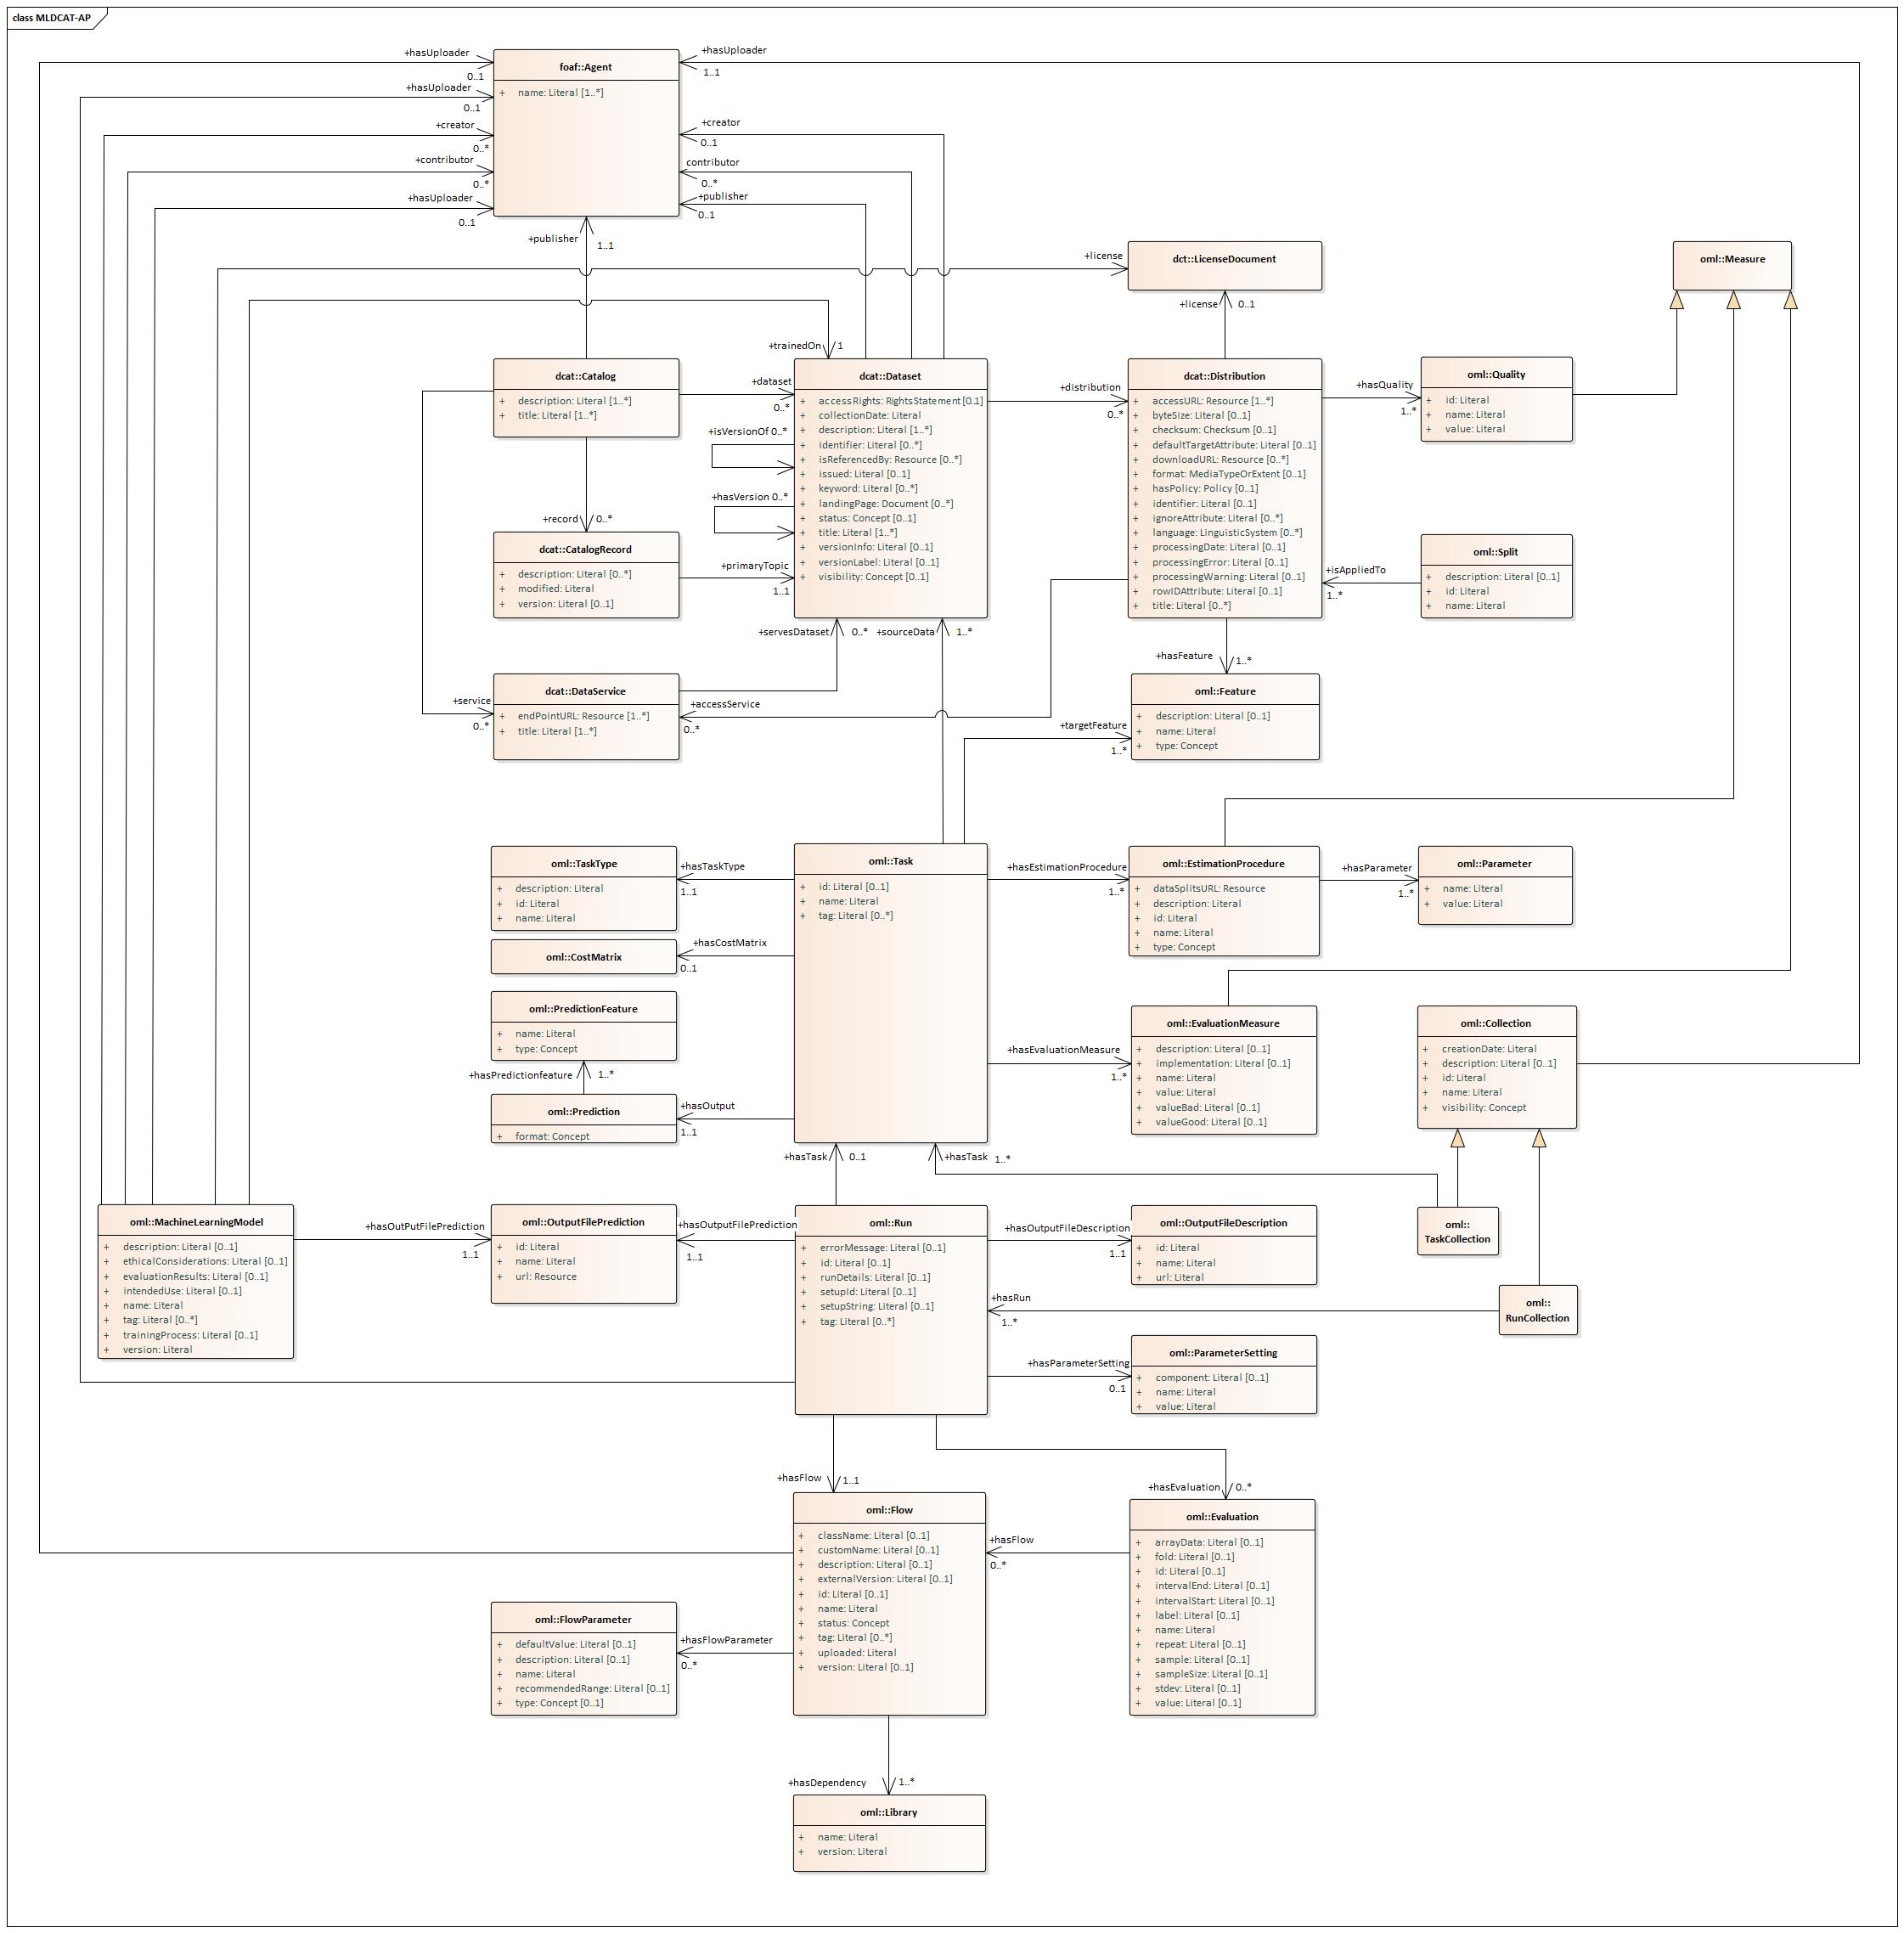 class MLDCAT-AP
+hasUploader
0..1
+hasUploader
0..1
+creator
0..*
+contributor
0..*
+hasUploader
0..1
foaf::Agent
+ name: Literal [1..*]
+hasUploader
1..1
+creator
0..1
contributor
0..*
+publisher
0..1
+publisher
1..1
+license
dct::LicenseDocument
+license
0..1
oml::Measure
+trainedOn
1
dcat::Catalog
+ description: Literal [1..*]
+ title: Literal [1..*]
+dataset
0..*
dcat::Dataset
+ accessRights: RightsStatement[0.1]
+ collectionDate: Literal
+ description: Literal [1..*]
+ identifier: Literal [0..*]
+ isReferencedBy: Resource [0..*]
+ issued: Literal [0..1]
+ keyword: Literal [0..*]
+ landingPage: Document [0..*]
+ status: Concept [0..1]
+ title: Literal [1..*]
+ versionInfo: Literal [0..1]
+ versionLabel: Literal [0..1]
+ visibility: Concept [0..1]
+isVersionOf 0..*
+hasVersion 0..*
+distribution
0..*
dcat::Distribution
+ accessURL: Resource [1..*]
+ byteSize: Literal [0..1]
+ checksum: Checksum [0..1]
+ defaultTargetAttribute: Literal [0..1]
+ downloadURL: Resource [0..*]
+ format: MediaTypeOrExtent [0..1]
+ hasPolicy: Policy [0..1]
+ identifier: Literal [0..1]
+ ignoreAttribute: Literal [0..*]
+ language: LinguisticSystem [0..*]
+ processingDate: Literal [0..1]
+ processingError: Literal [0..1]
+ processingWarning: Literal [0..1]
+ rowIDAttribute: Literal [0..1]
+ title: Literal [0..*]
+hasQuality
1..*
oml::Quality
+ id: Literal
+ name: Literal
+ value: Literal
+record
0..*
dcat::CatalogRecord
+ description: Literal [0..*]
+ modified: Literal
+ version: Literal [0..1]
+primaryTopic
1..1
oml::Split
+ description: Literal [0..1]
+ id: Literal
+ name: Literal
+isAppliedTo
1..*
+servesDataset
0..*
+sourceData
1..*
+hasFeature
1..*
dcat::DataService
+ endPointURL: Resource [1..*]
+ title: Literal [1..*]
+service
0..*
+accessService
0..*
+targetFeature
1..*
oml::Feature
+ description: Literal [0..1]
+ name: Literal
+ type: Concept
oml::TaskType
+ description: Literal
+ id: Literal
+ name: Literal
+hasTaskType
1..1
oml::Task
+ id: Literal [0..1]
+ name: Literal
+ tag: Literal [0..*]
+hasEstimationProcedure
1..*
oml::EstimationProcedure
+ dataSplitsURL: Resource
+ description: Literal
+ id: Literal
+ name: Literal
+ type: Concept
+hasParameter
1..*
oml::Parameter
+ name: Literal
+ value: Literal
oml::CostMatrix
+hasCostMatrix
0..1
oml::PredictionFeature
+ name: Literal
+ type: Concept
+hasPredictionfeature
1..*
oml::Prediction
+ format: Concept
+hasOutput
1..1
+hasEvaluationMeasure
1..*
oml::EvaluationMeasure
+ description: Literal [0..1]
+ implementation: Literal [0..1]
+ name: Literal
+ value: Literal
+ valueBad: Literal [0..1]
+ valueGood: Literal [0..1]
oml::Collection
+ creationDate: Literal
+ description: Literal [0..1]
+ id: Literal
+ name: Literal
+ visibility: Concept
+hasTask
0..1
+hasTask
1..*
oml::MachineLearningModel
+ description: Literal [0..1]
+ ethicalConsiderations: Literal [0..1]
+ evaluationResults: Literal [0..1]
+ intendedUse: Literal [0..1]
+ name: Literal
+ tag: Literal [0..*]
+ trainingProcess: Literal [0..1]
+ version: Literal
+hasOutPutFilePrediction
1..1
oml::OutputFilePrediction
+ id: Literal
+ name: Literal
+ url: Resource
+hasOutputFilePrediction
1..1
oml::Run
+ errorMessage: Literal [0..1]
+ id: Literal [0..1]
+ runDetails: Literal [0..1]
+ setupId: Literal [0..1]
+ setupString: Literal [0..1]
+ tag: Literal [0..*]
+hasOutputFileDescription
1..1
oml::OutputFileDescription
+ id: Literal
+ name: Literal
+ url: Literal
oml::
TaskCollection
+hasRun
1..*
oml::
RunCollection
+hasParameterSetting
0..1
oml::ParameterSetting
+ component: Literal [0..1]
+ name: Literal
+ value: Literal
+hasFlow
1..1
+hasEvaluation
0..*
oml::Flow
+ className: Literal [0..1]
+ customName: Literal [0..1]
+ description: Literal [0..1]
+ externalVersion: Literal [0..1]
+ id: Literal [0..1]
+ name: Literal
+ status: Concept
+ tag: Literal [0..*]
+ uploaded: Literal
+ version: Literal [0..1]
+hasFlow
0..*
oml::Evaluation
+ arrayData: Literal [0..1]
+ fold: Literal [0..1]
+ id: Literal [0..1]
+ intervalEnd: Literal [0..1]
+ intervalStart: Literal [0..1]
+ label: Literal [0..1]
+ name: Literal
+ repeat: Literal [0..1]
+ sample: Literal [0..1]
+ sampleSize: Literal [0..1]
+ stdev: Literal [0..1]
+ value: Literal [0..1]
oml::FlowParameter
+ defaultValue: Literal [0..1]
+ description: Literal [0..1]
+ name: Literal
+ recommendedRange: Literal [0..1]
+ type: Concept [0..1]
+hasFlowParameter
0..*
+hasDependency
1..*
oml::Library
+ name: Literal
+ version: Literal